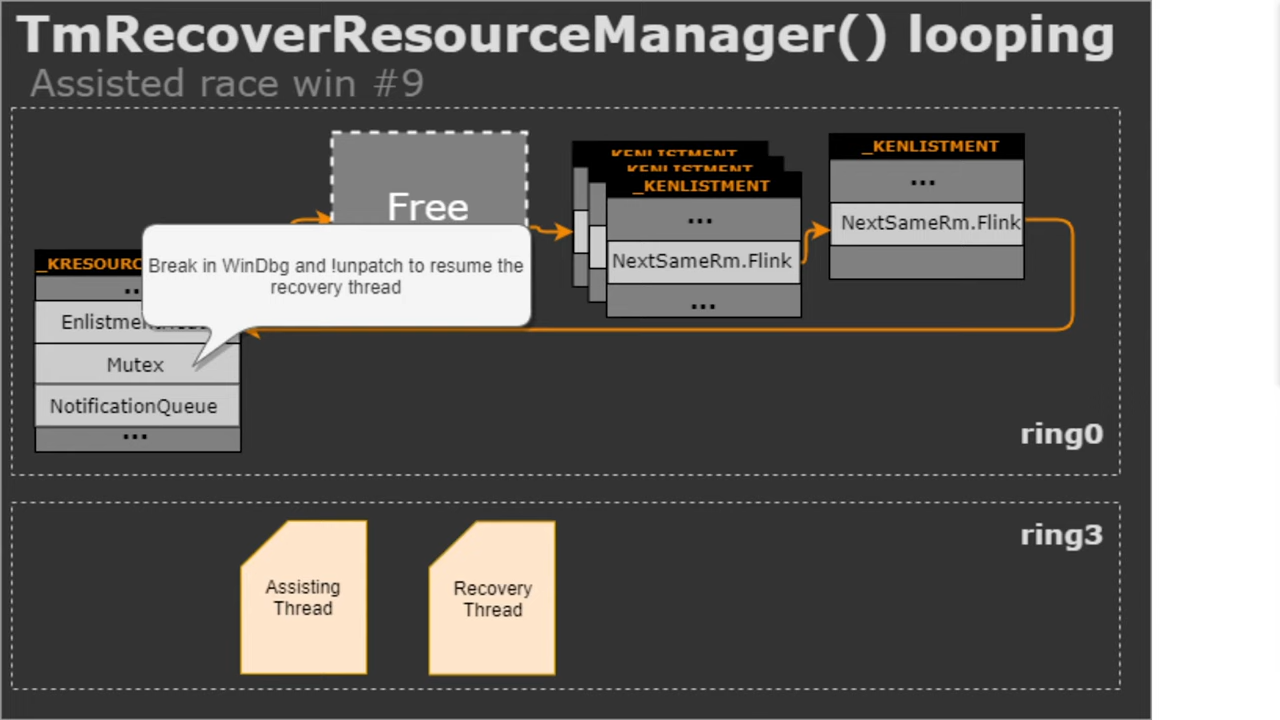 TmRecoverResourceManager() looping
Assisted race win #9
Free
_KENLISTMENT
_KENLISTMENT
_KENLISTMENT
...
NextSameRm.Flink
...
_KENLISTMENT
...
NextSameRm.Flink
Break in WinDbg and !unpatch to resume the
recovery thread
Mutex
NotificationQueue
...
ring0
ring3
Assisting
Thread
Recovery
Thread